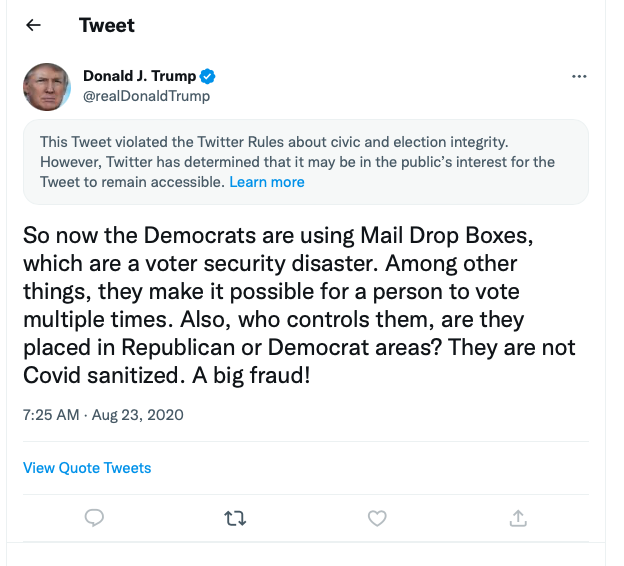 Tweet
Donald J. Trump
@realDonaldTrump
This Tweet violated the Twitter Rules about civic and election integrity.
However, Twitter has determined that it may be in the public’s interest for the
Tweet to remain accessible. Learn more
So now the Democrats are using Mail Drop Boxes,
which are a voter security disaster. Among other
things, they make it possible for a person to vote
multiple times. Also, who controls them, are they
placed in Republican or Democrat areas? They are not
Covid sanitized. A big fraud!
7:25 AM · Aug 23, 2020
View Quote Tweets